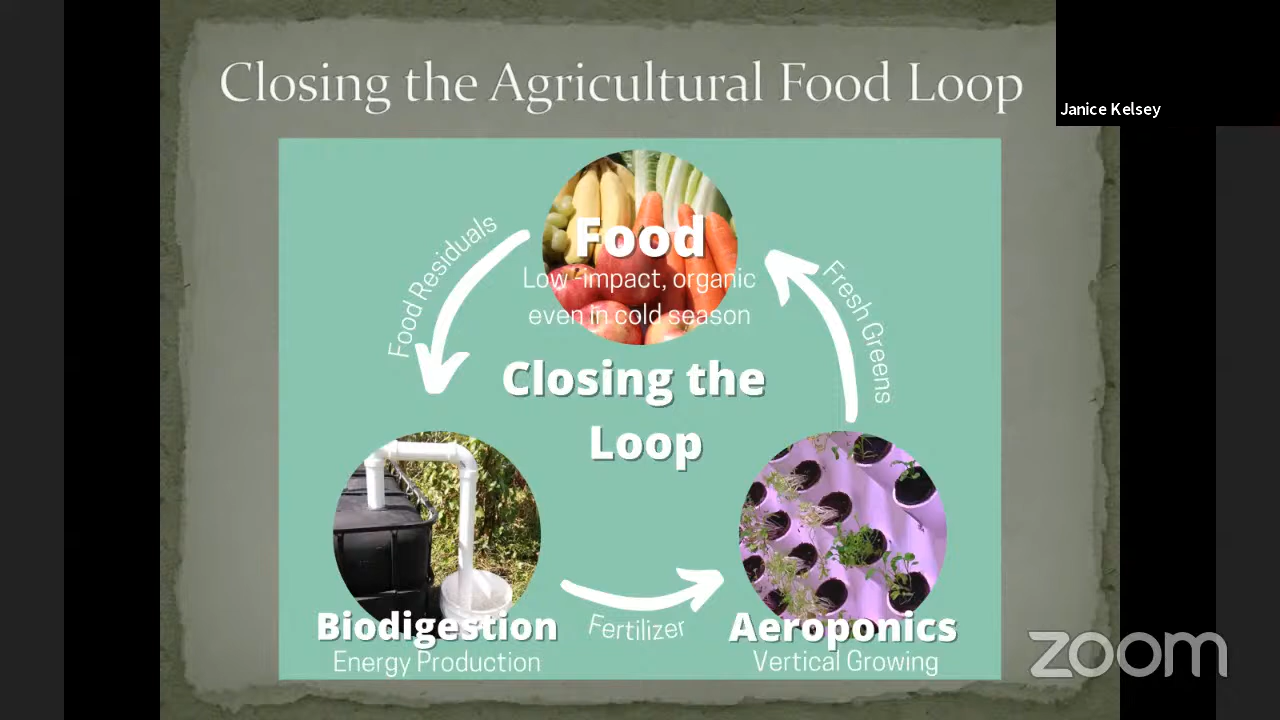 Closing the Agricultural Food Loop
Janice Kelsey
Food
Low -impact, organic
even in cold season
Food Residuals
Fresh Greens
Closing the
Loop
Biodigestion
Energy Production
Fertilizer
Aeroponics
Vertical Growing
zoom